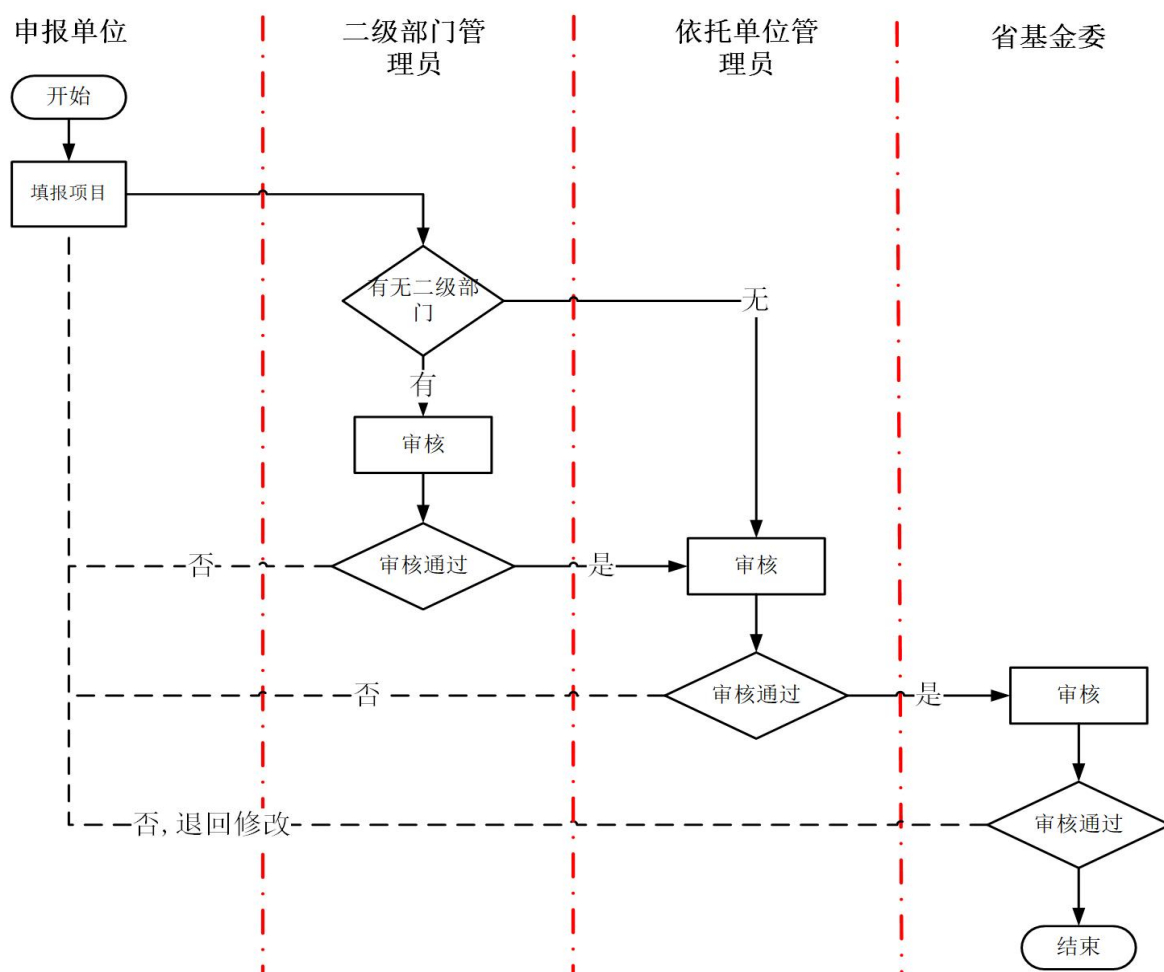 申报单位
二级部门管
理员
依托单位管
理员
省基金委
开始
填报项目
有无二级部
门
无
有
审核
审核通过
否
是
审核
否
审核通过
是
审核
否,退回修改
审核通过
结束